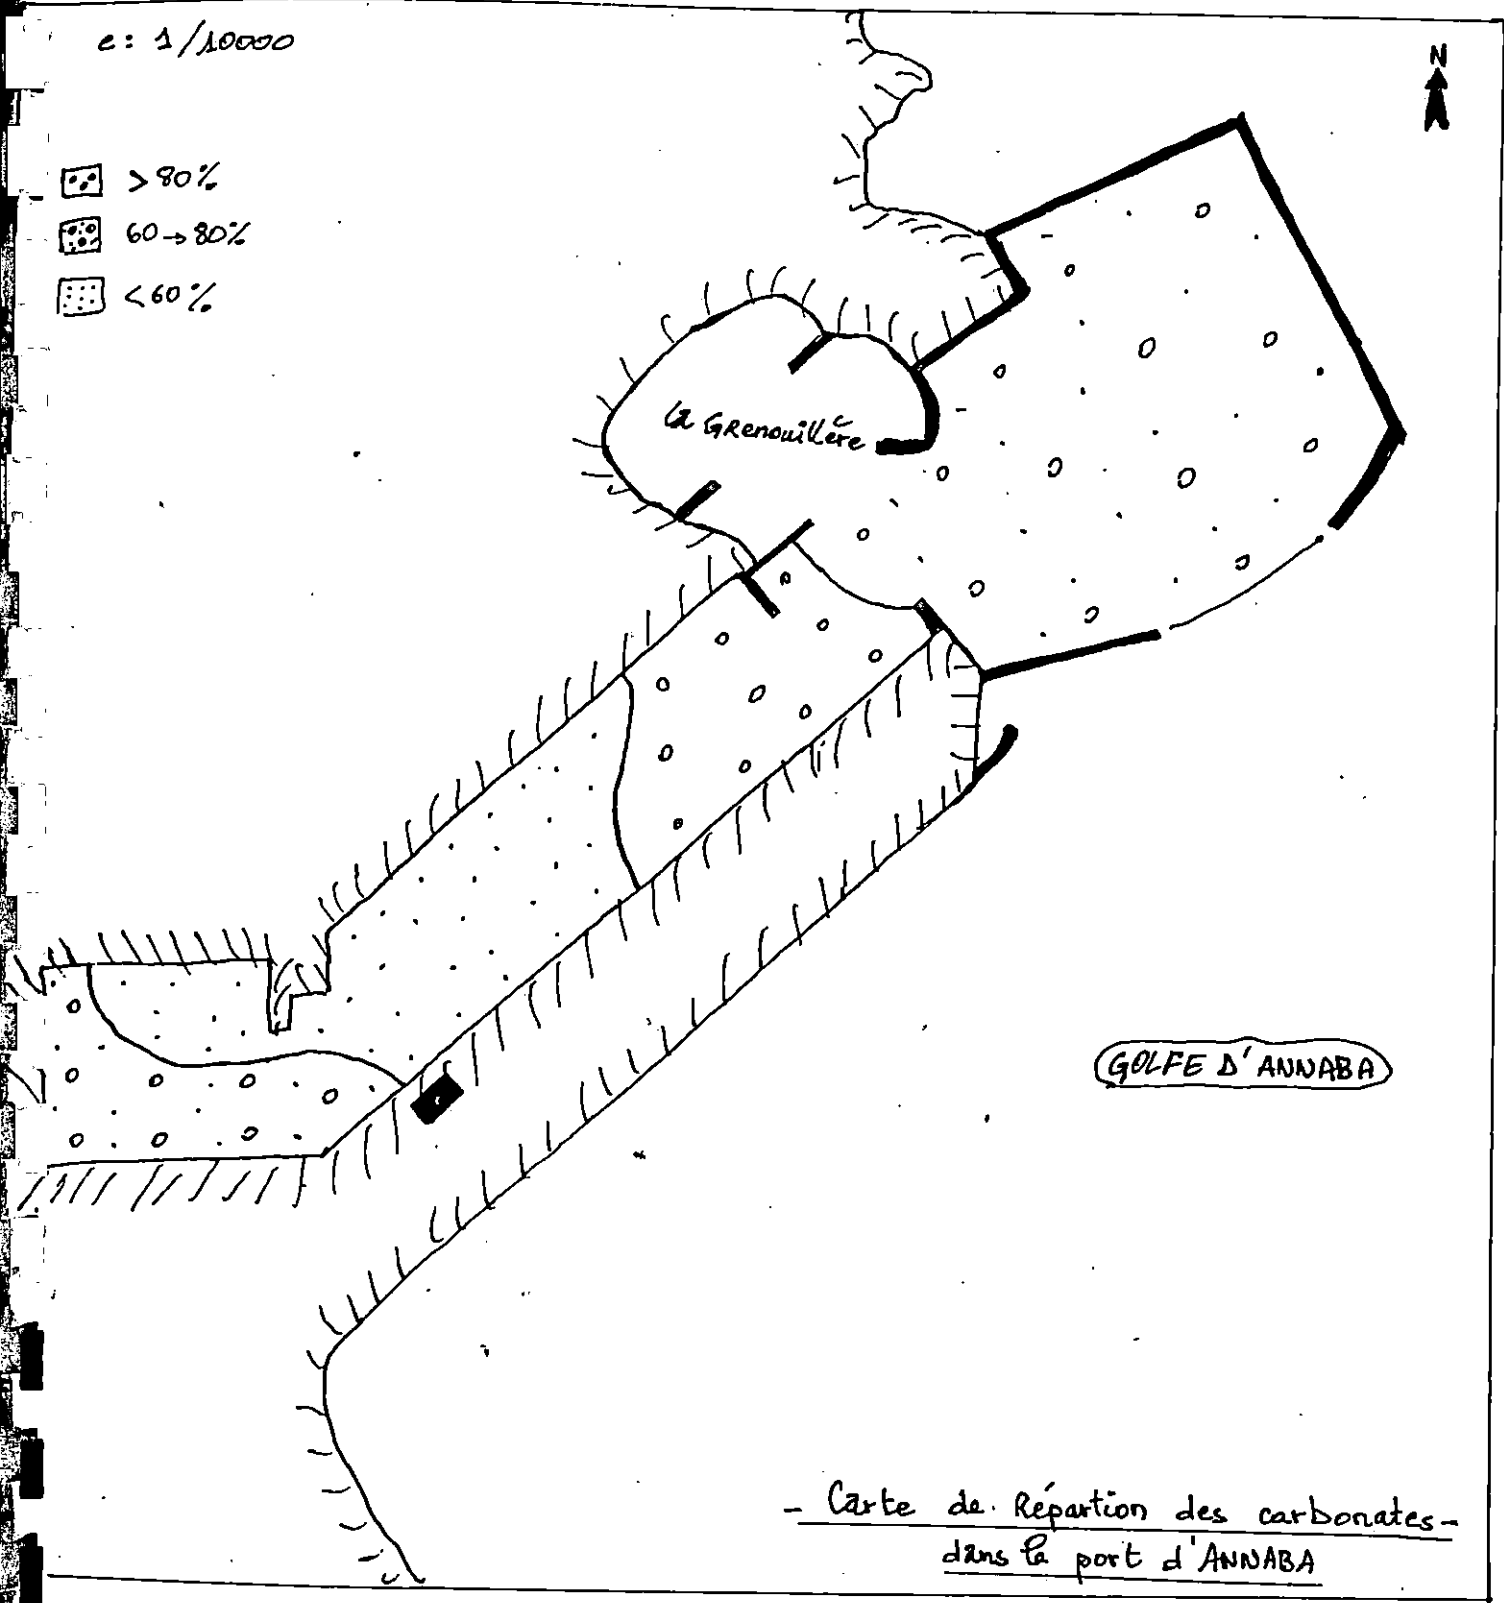 e: 1/10000
N
> 80%
60→80%
<60%
la Grenouillère
GOLFE D'ANNABA
- Carte de Répartion des carbonates -
dans le port d'ANNABA